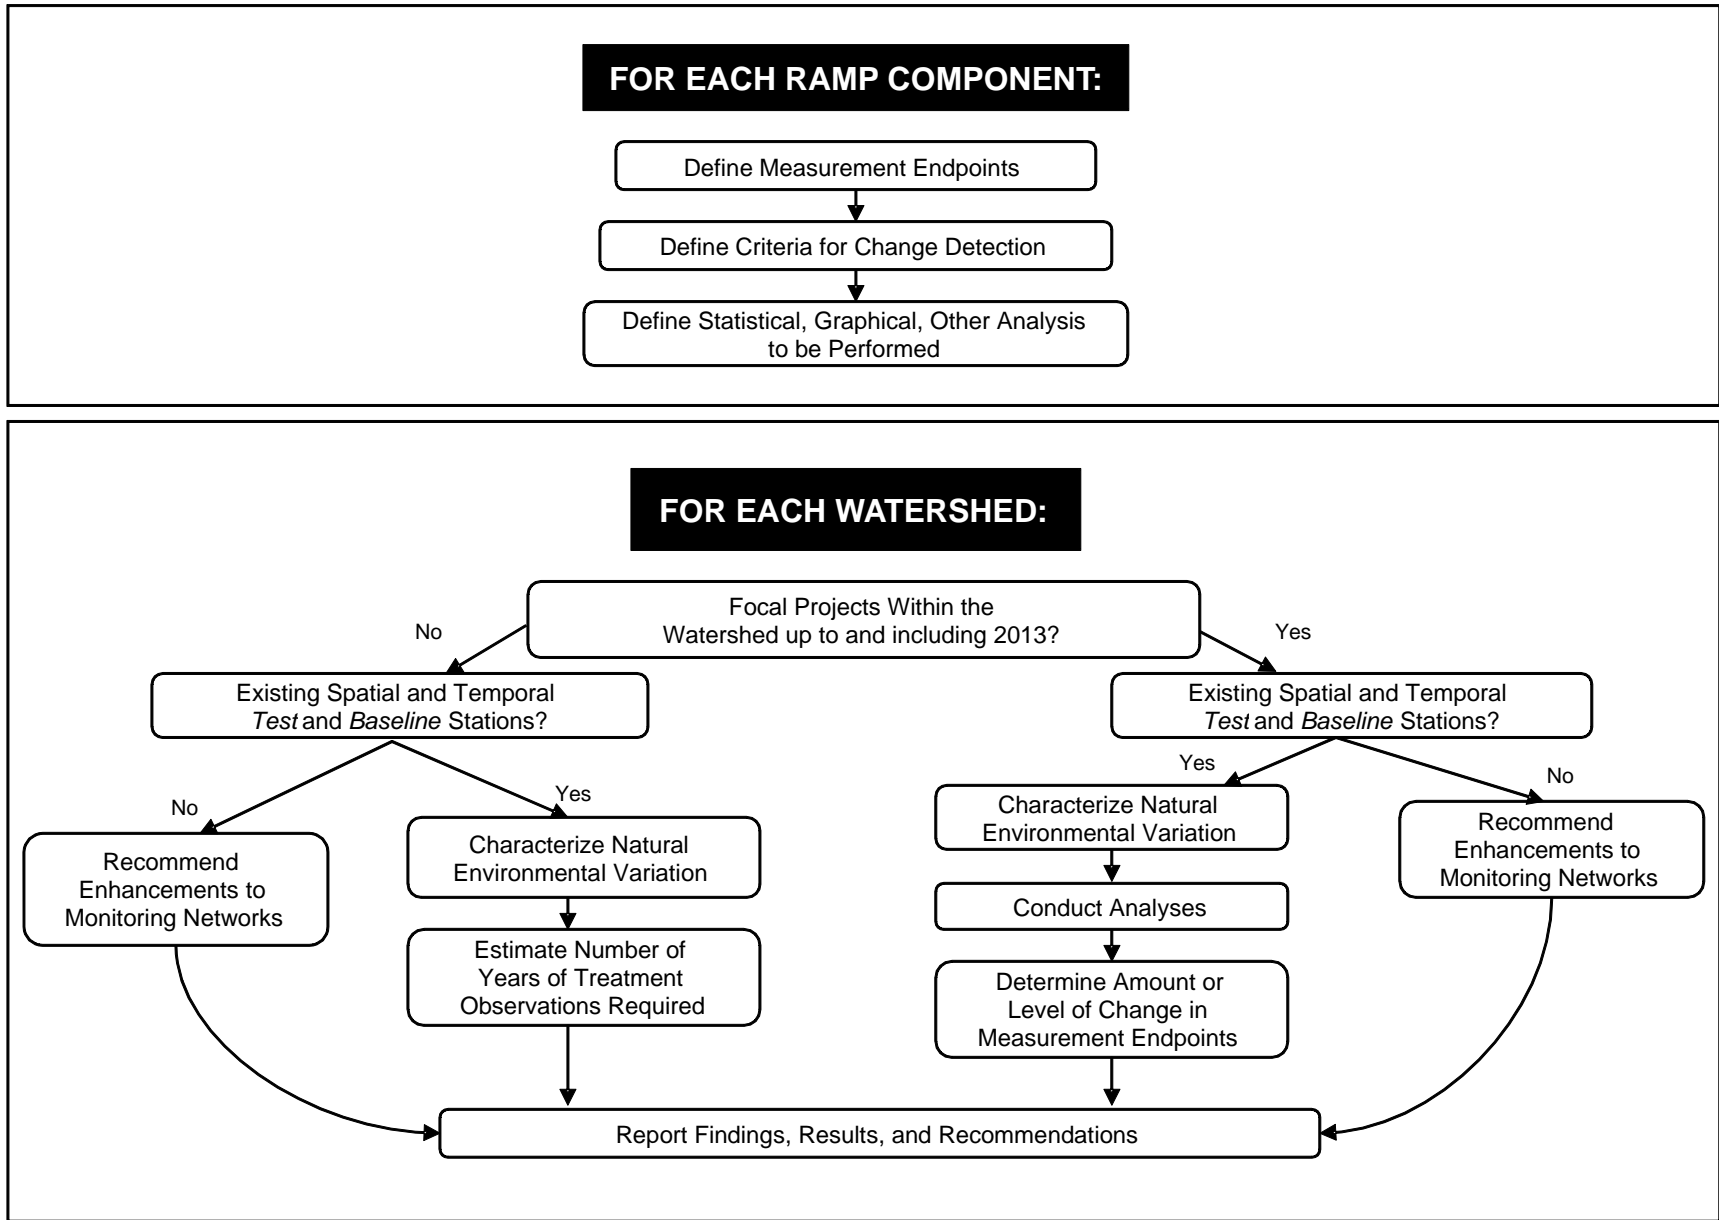 FOR EACH RAMP COMPONENT:
Define Measurement Endpoints
Define Criteria for Change Detection
Define Statistical, Graphical, Other Analysis
to be Performed
FOR EACH WATERSHED:
Focal Projects Within the
Watershed up to and including 2013?
No
Yes
Existing Spatial and Temporal
Test and Baseline Stations?
Existing Spatial and Temporal
Test and Baseline Stations?
No
Yes
Yes
No
Recommend
Enhancements to
Monitoring Networks
Characterize Natural
Environmental Variation
Estimate Number of
Years of Treatment
Observations Required
Characterize Natural
Environmental Variation
Conduct Analyses
Determine Amount or
Level of Change in
Measurement Endpoints
Recommend
Enhancements to
Monitoring Networks
Report Findings, Results, and Recommendations